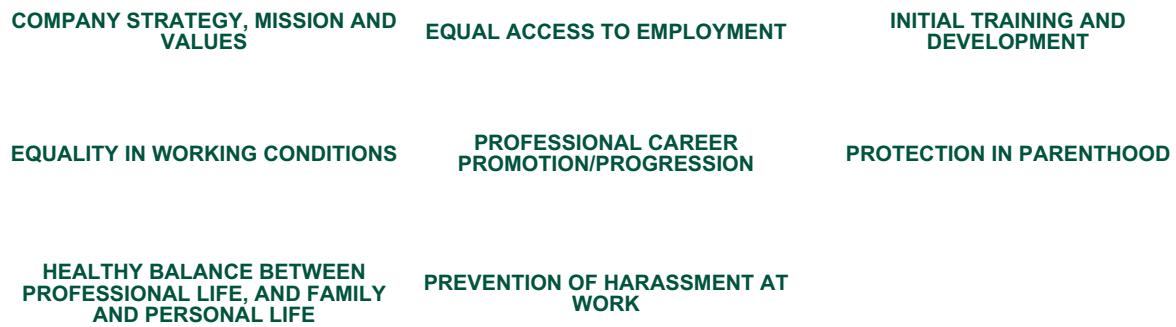 COMPANY STRATEGY, MISSION AND
VALUES
EQUAL ACCESS TO EMPLOYMENT
INITIAL TRAINING AND
DEVELOPMENT
EQUALITY IN WORKING CONDITIONS
PROFESSIONAL CAREER
PROMOTION/PROGRESSION
PROTECTION IN PARENTHOOD
HEALTHY BALANCE BETWEEN
PROFESSIONAL LIFE, AND FAMILY
AND PERSONAL LIFE
PREVENTION OF HARASSMENT AT
WORK